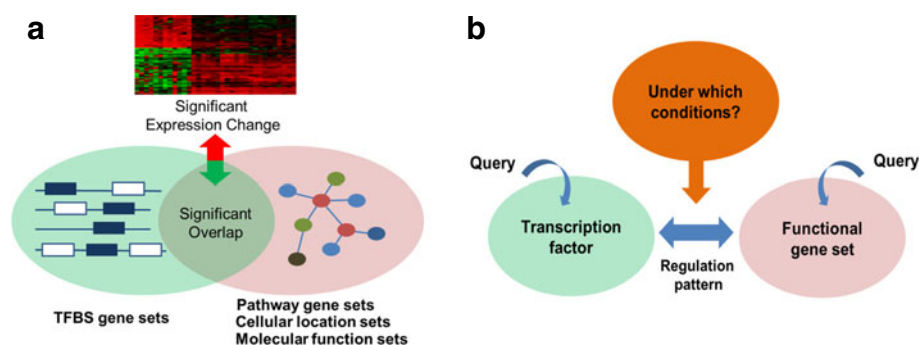 a
Significant
Expression Change
Significant
Overlap
TFBS gene sets
Pathway gene sets
Cellular location sets
Molecular function sets
b
Under which
conditions?
Query
Query
Transcription
factor
Functional
gene set
Regulation
pattern